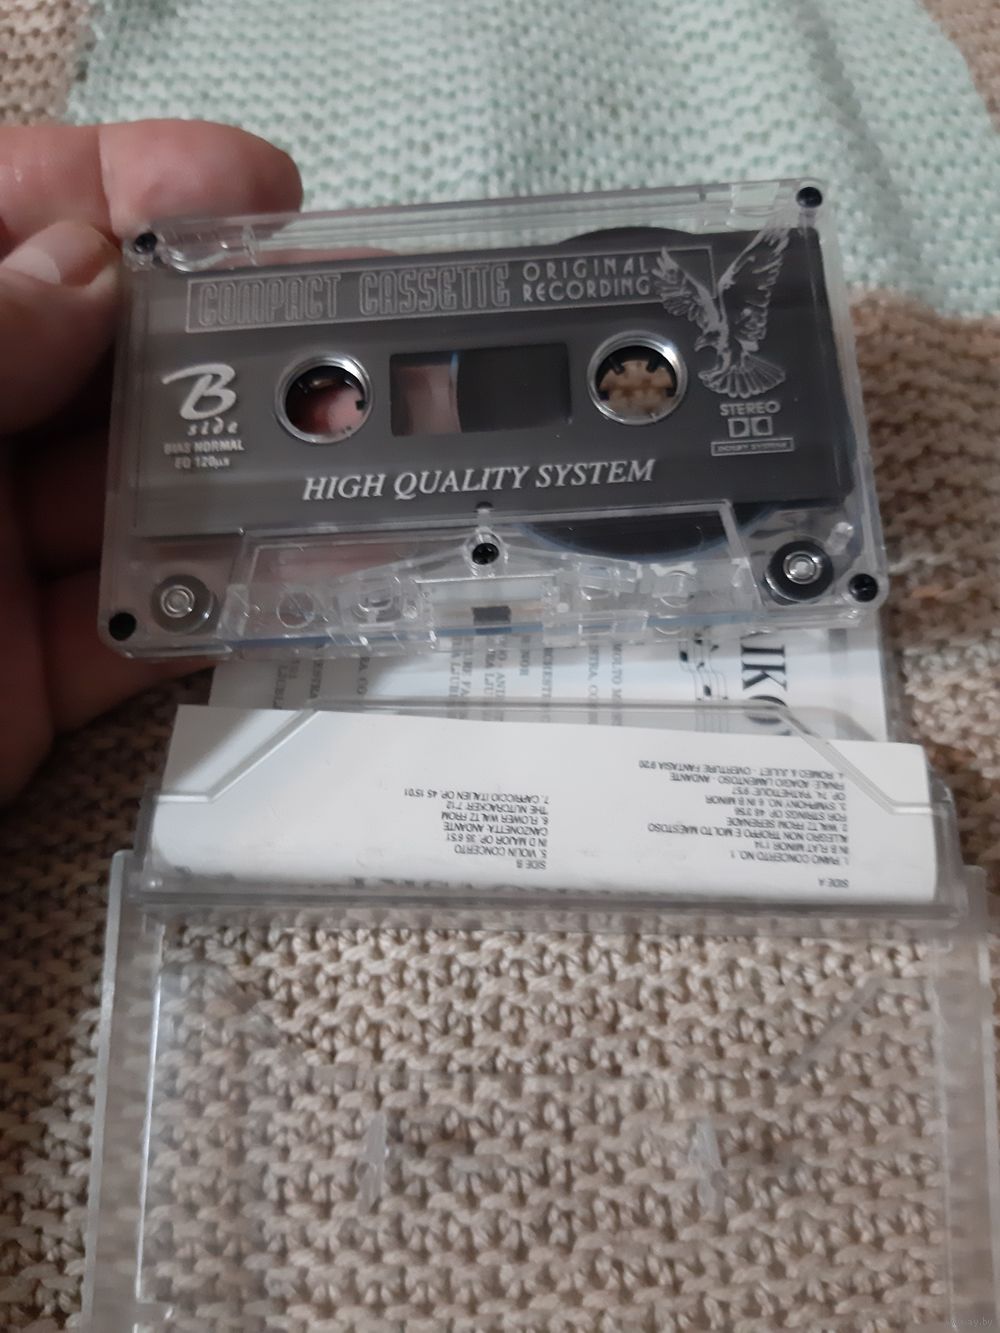 COMPACT CASSETTE
ORIGINAL
RECORDING
B
side
BIAS NORMAL
EQ 120µs
STEREO
DOLBY SYSTEM
HIGH QUALITY SYSTEM
SIDE A
1. PIANO CONCERTO NO. 1
IN B FLAT MINOR
ALLEGRO NON TROPPO E MOLTO MAESTOSO
2. WALTZ FROM SERENADE
FOR STRINGS OP. 48 3'56
3. SYMPHONY NO. 6 IN B MINOR
OP. 74 'PATHETIQUE' 9'57
FINALE: ADAGIO LAMENTOSO - ANDANTE
4. ROMEO & JULIET - OVERTURE FANTASIA 9'20
SIDE B
5. VIOLIN CONCERTO
IN D MAJOR OP. 35 6'51
CANZONETTA-ANDANTE
6. FLOWER WALTZ FROM
THE NUTCRACKER 7'12
7. CAPRICCIO ITALIEN OP. 45 15'01